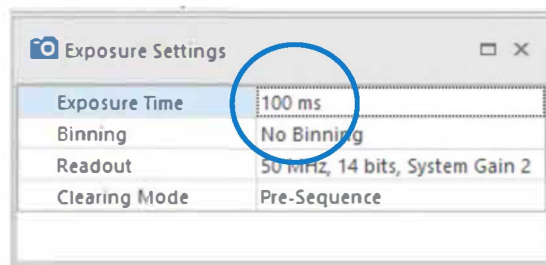 Exposure Settings
Exposure Time 100 ms
Binning No Binning
Readout 50 MHz, 14 bits, System Gain 2
Clearing Mode Pre-Sequence